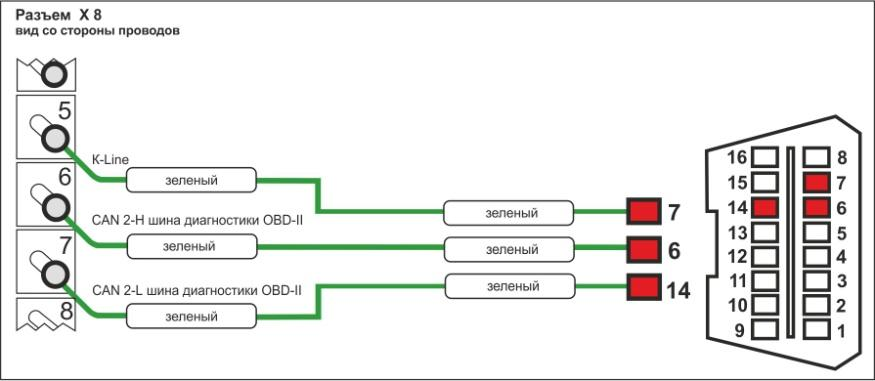 Разъем X 8
вид со стороны проводов
5
K-Line
зеленый
зеленый
7
6
CAN 2-H шина диагностики OBD-II
зеленый
зеленый
6
7
CAN 2-L шина диагностики OBD-II
зеленый
зеленый
14
8
16 8
15 7
14 6
13 5
12 4
11 3
10 2
9 1